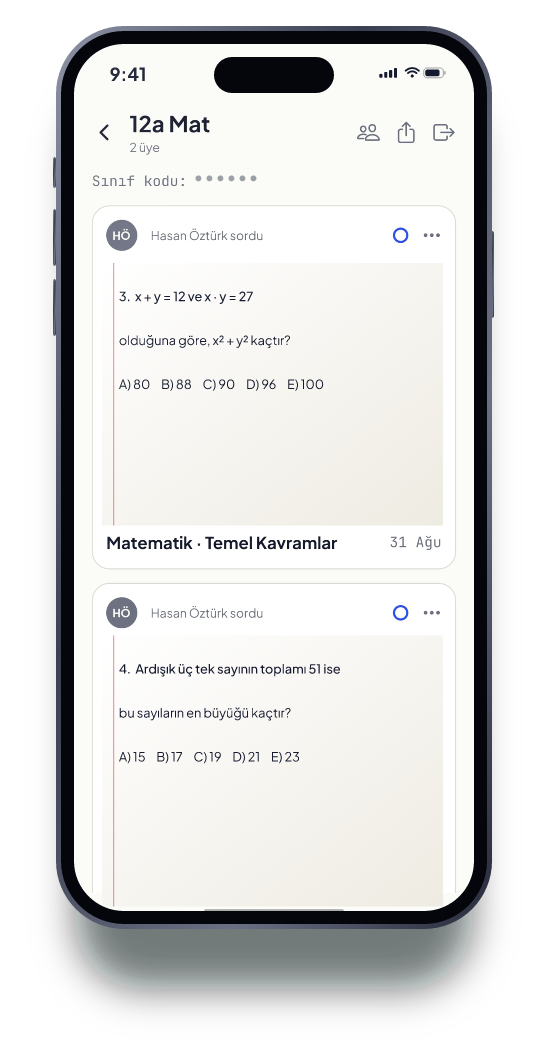 9:41
12a Mat
2 üye
Sınıf kodu: ••••••
HÖ Hasan Öztürk sordu
3. x + y = 12 ve x · y = 27
olduğuna göre, x² + y² kaçtır?
A) 80 B) 88 C) 90 D) 96 E) 100
Matematik · Temel Kavramlar 31 Ağu
HÖ Hasan Öztürk sordu
4. Ardışık üç tek sayının toplamı 51 ise
bu sayıların en büyüğü kaçtır?
A) 15 B) 17 C) 19 D) 21 E) 23